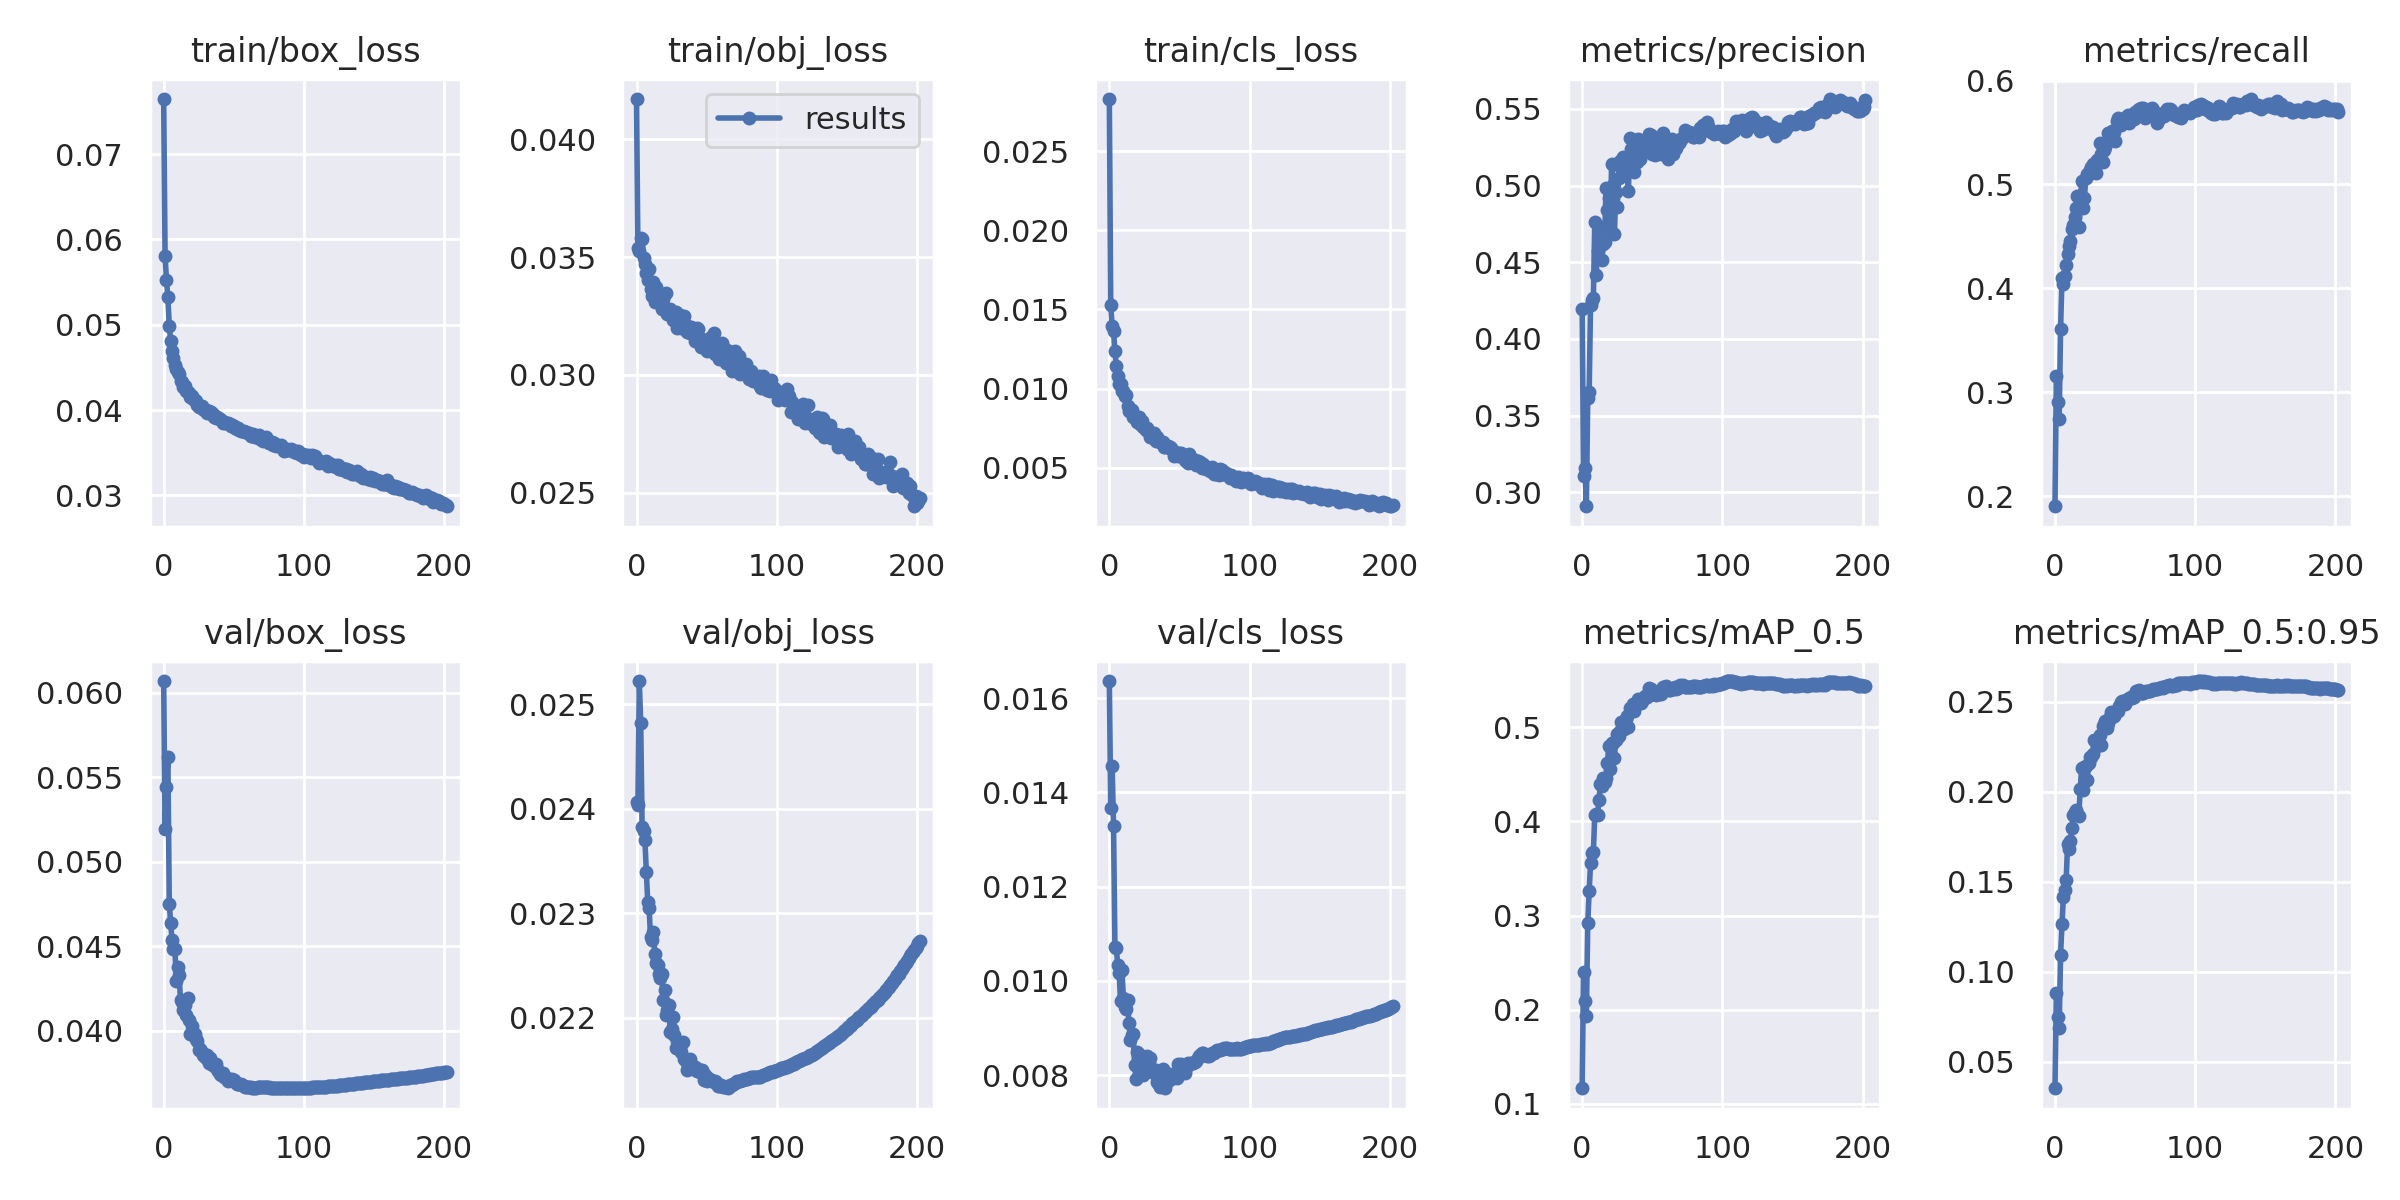 train/box_loss
0.07
0.06
0.05
0.04
0.03
0 100 200
train/obj_loss
results
0.040
0.035
0.030
0.025
0 100 200
train/cls_loss
0.025
0.020
0.015
0.010
0.005
0 100 200
metrics/precision
0.55
0.50
0.45
0.40
0.35
0.30
0 100 200
metrics/recall
0.6
0.5
0.4
0.3
0.2
0 100 200
val/box_loss
0.060
0.055
0.050
0.045
0.040
0 100 200
val/obj_loss
0.025
0.024
0.023
0.022
0 100 200
val/cls_loss
0.016
0.014
0.012
0.010
0.008
0 100 200
metrics/mAP_0.5
0.5
0.4
0.3
0.2
0.1
0 100 200
metrics/mAP_0.5:0.95
0.25
0.20
0.15
0.10
0.05
0 100 200